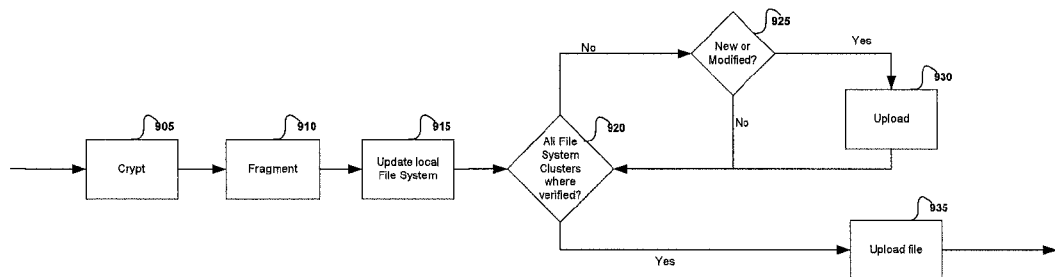 925
No
New or
Modified?
Yes
930
Upload
No
905
Crypt
910
Fragment
915
Update local
File System
920
All File
System
Clusters
where
verified?
Yes
935
Upload file